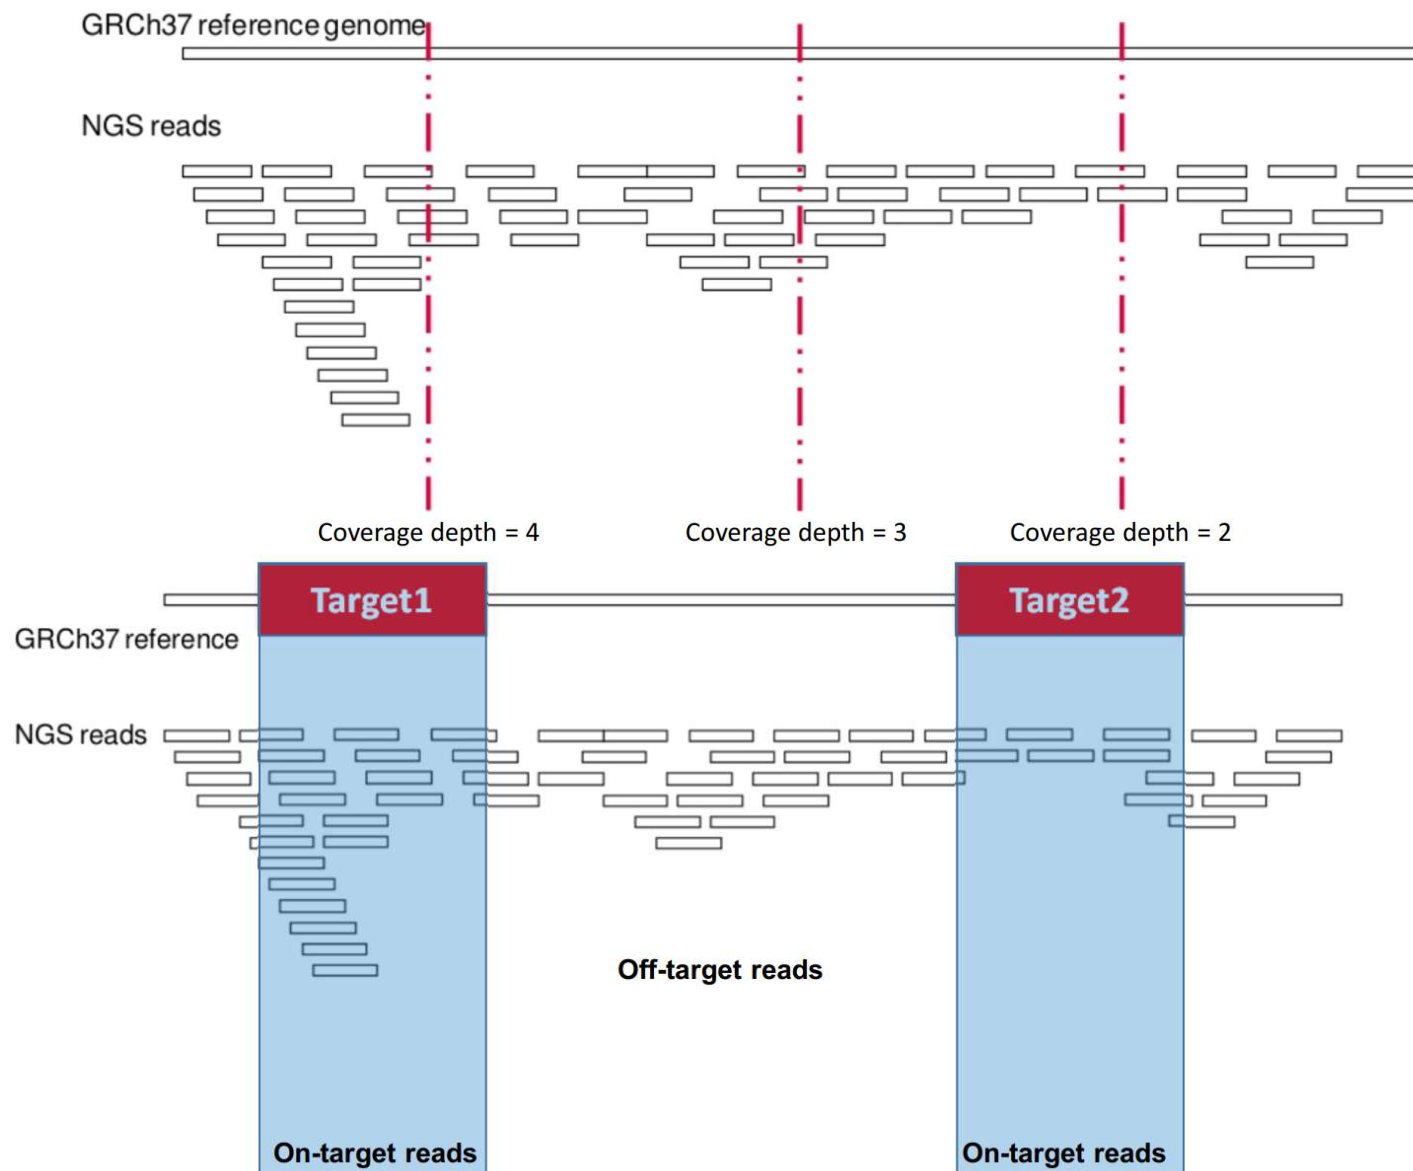 GRCh37 reference genome
NGS reads
Coverage depth = 4
Coverage depth = 3
Coverage depth = 2
Target1
Target2
GRCh37 reference
NGS reads
Off-target reads
On-target reads
On-target reads